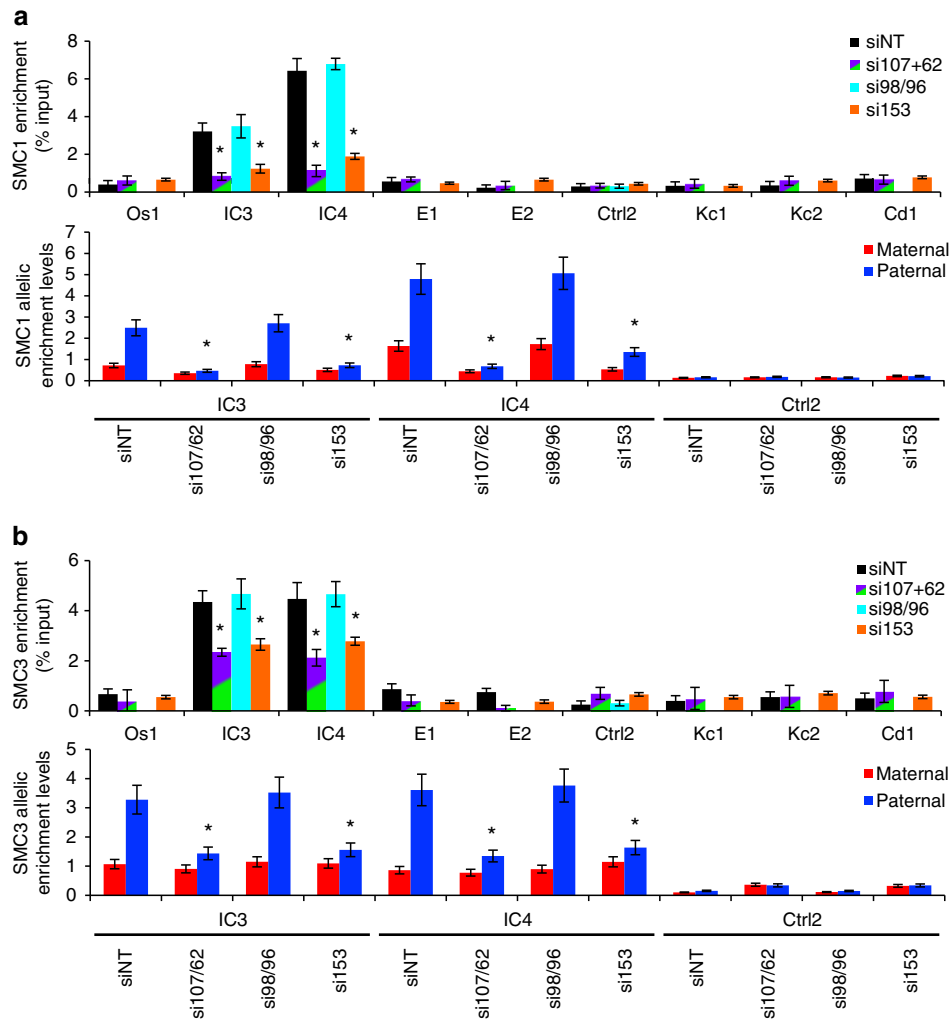 a
SMC1 enrichment
(% input)
8
6
4
2
0
siNT
si107+62
si98/96
si153
* * * *
Os1 IC3 IC4 E1 E2 Ctrl2 Kc1 Kc2 Cd1
SMC1 allelic
enrichment levels
7
6
5
4
3
2
1
0
Maternal
Paternal
* * * *
IC3 IC4 Ctrl2
siNT si107/62 si98/96 si153 siNT si107/62 si98/96 si153 siNT si107/62 si98/96 si153
b
SMC3 enrichment
(% input)
6
4
2
0
siNT
si107+62
si98/96
si153
* * * *
Os1 IC3 IC4 E1 E2 Ctrl2 Kc1 Kc2 Cd1
SMC3 allelic
enrichment levels
5
4
3
2
1
0
Maternal
Paternal
* * * *
IC3 IC4 Ctrl2
siNT si107/62 si98/96 si153 siNT si107/62 si98/96 si153 siNT si107/62 si98/96 si153